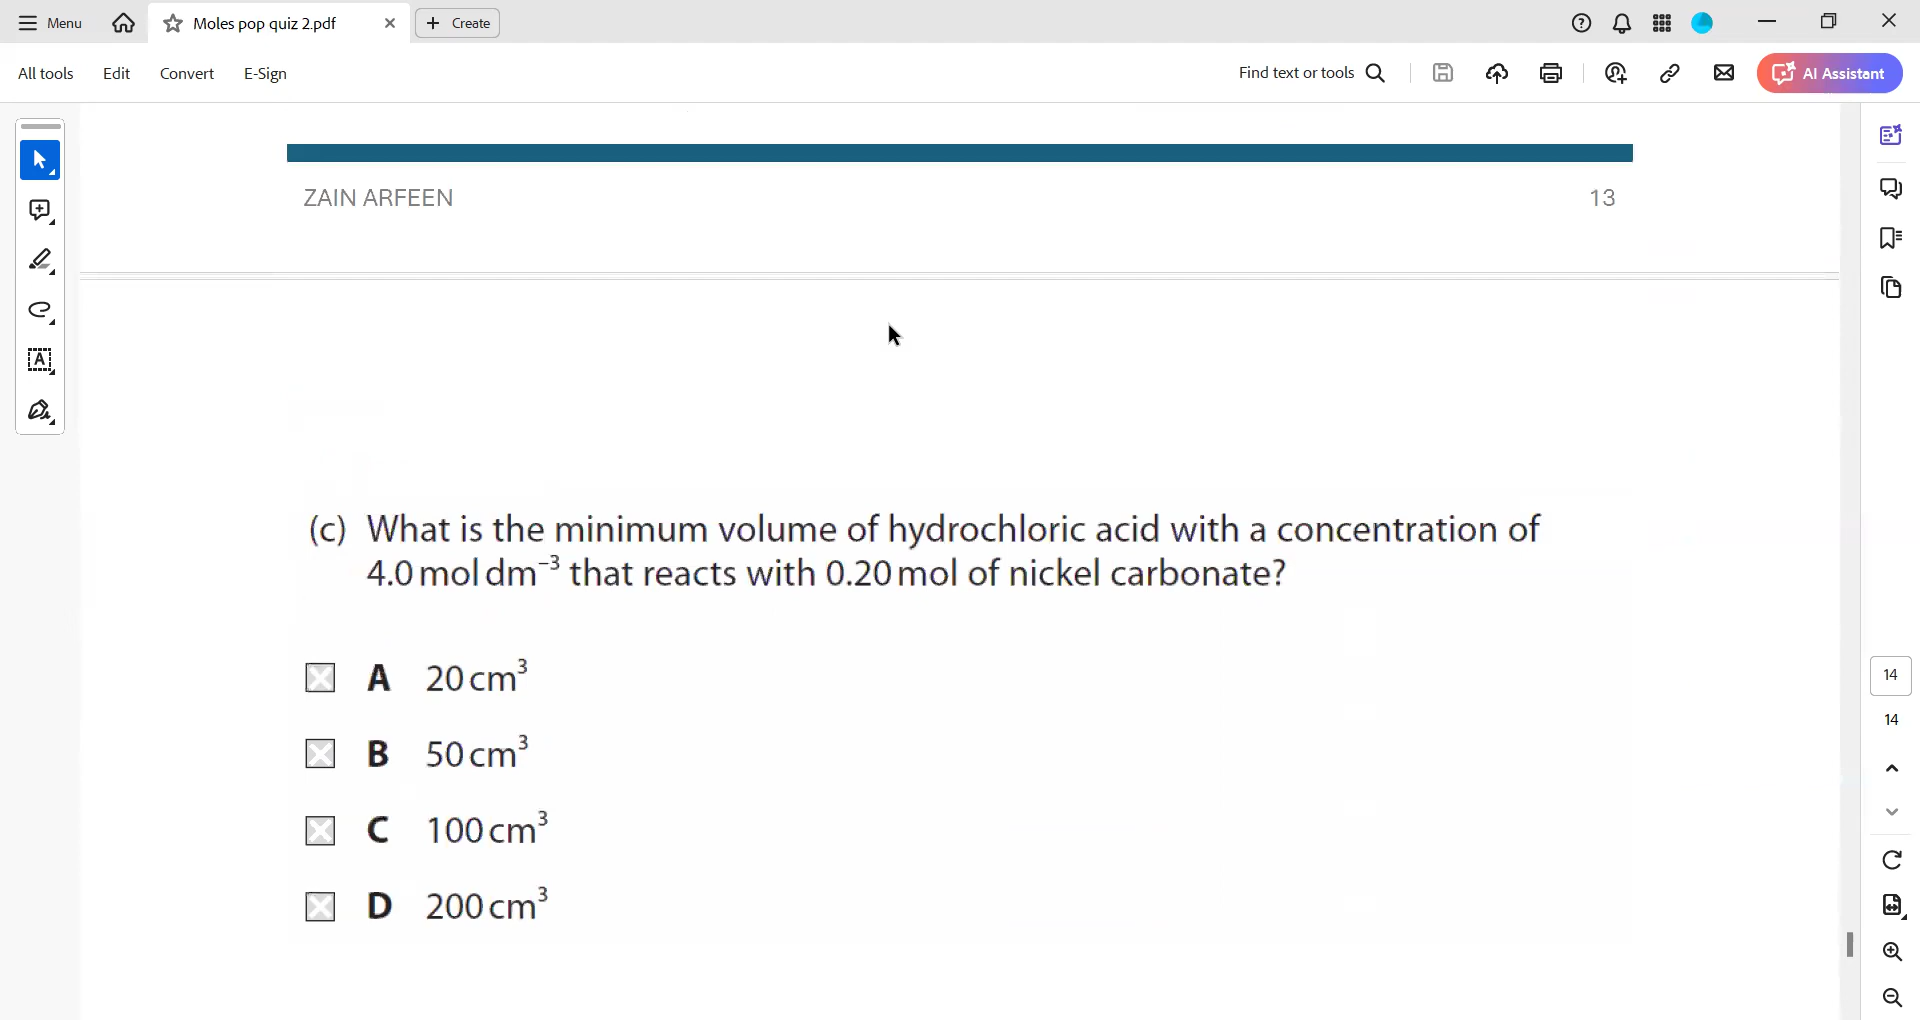 Menu
Moles pop quiz 2.pdf
Create
All tools
Edit
Convert
E-Sign
Find text or tools
AI Assistant
ZAIN ARFEEN
13
(c) What is the minimum volume of hydrochloric acid with a concentration of
4.0 mol dm⁻³ that reacts with 0.20 mol of nickel carbonate?
A 20 cm³
B 50 cm³
C 100 cm³
D 200 cm³
14
14